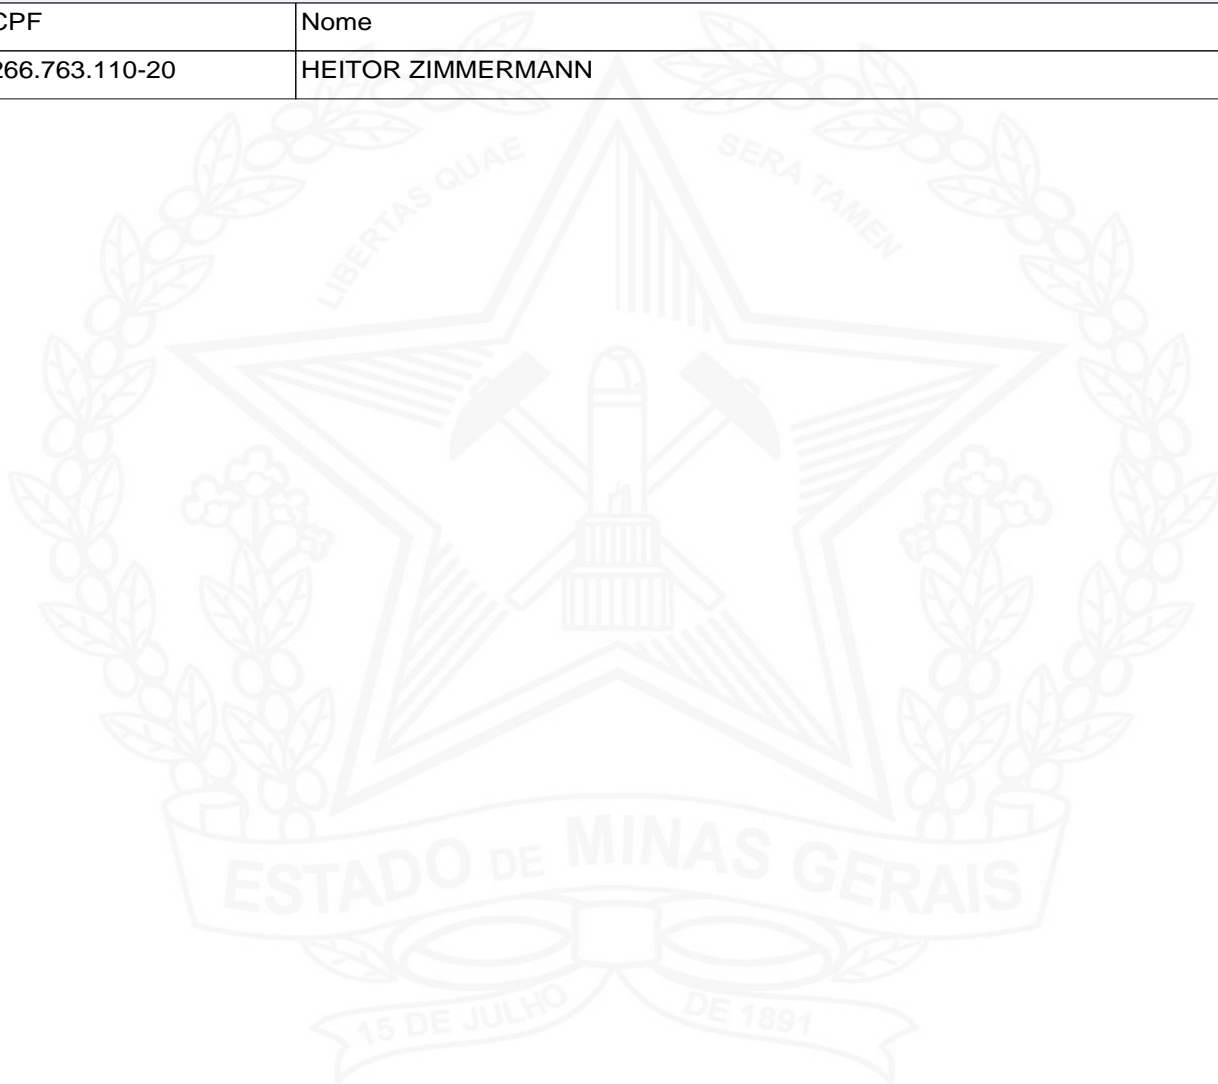 CPF Nome
266.763.110-20 HEITOR ZIMMERMANN
LIBERTAS QUAE SERA TAMEN
ESTADO DE MINAS GERAIS
15 DE JULHO DE 1891